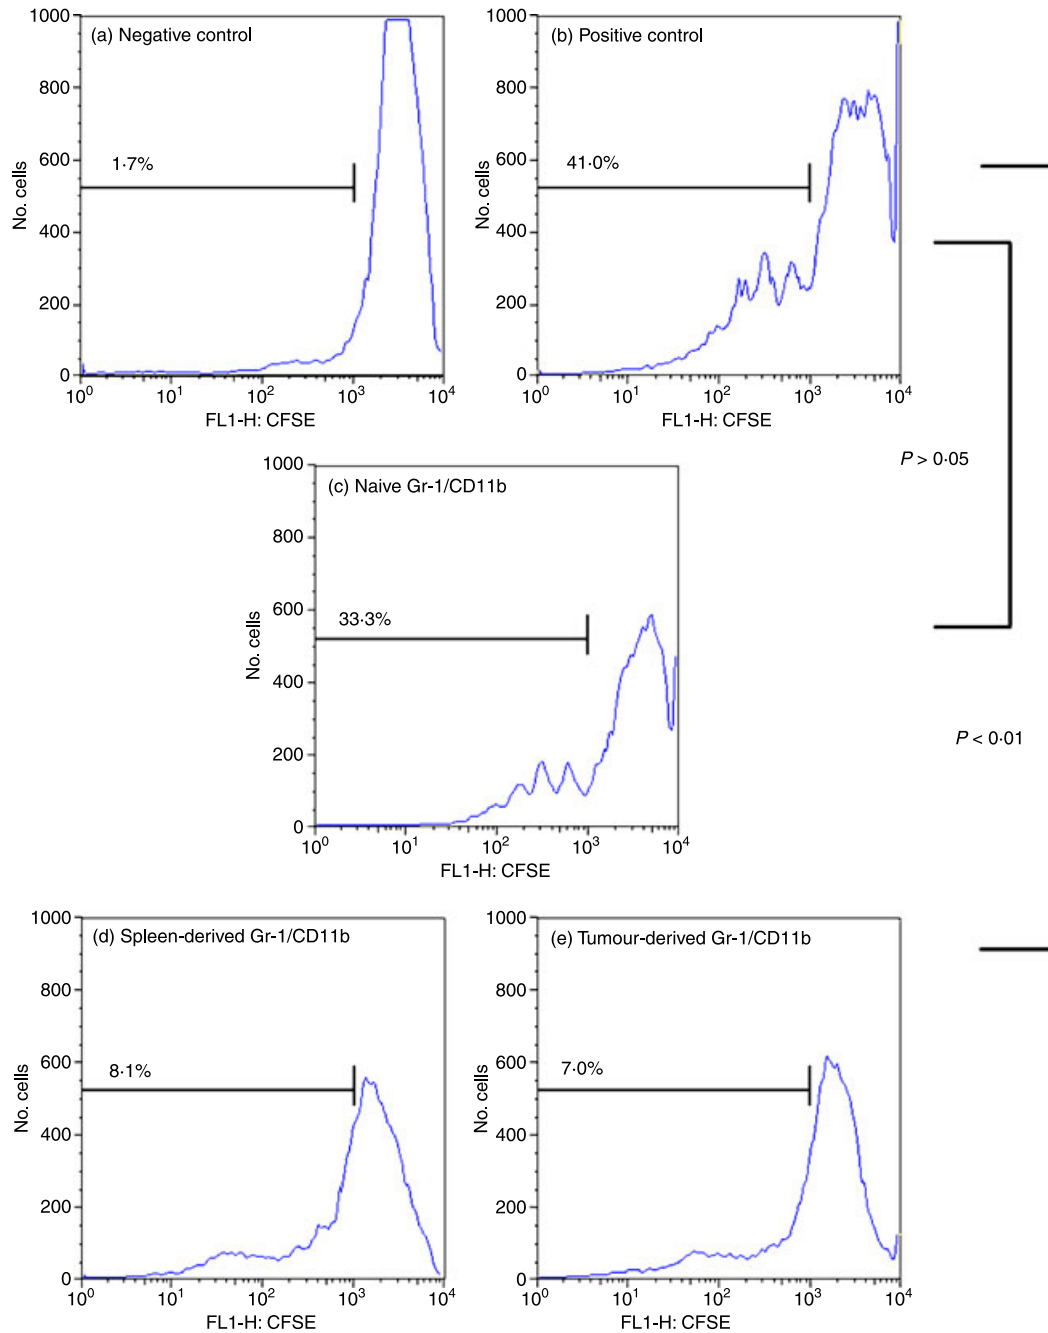 (a) Negative control
1·7%
No. cells
1000
800
600
400
200
0
10^0 10^1 10^2 10^3 10^4
FL1-H: CFSE
(b) Positive control
41·0%
No. cells
1000
800
600
400
200
0
10^0 10^1 10^2 10^3 10^4
FL1-H: CFSE
P > 0·05
(c) Naive Gr-1/CD11b
33·3%
No. cells
1000
800
600
400
200
0
10^0 10^1 10^2 10^3 10^4
FL1-H: CFSE
P < 0·01
(d) Spleen-derived Gr-1/CD11b
8·1%
No. cells
1000
800
600
400
200
0
10^0 10^1 10^2 10^3 10^4
FL1-H: CFSE
(e) Tumour-derived Gr-1/CD11b
7·0%
No. cells
1000
800
600
400
200
0
10^0 10^1 10^2 10^3 10^4
FL1-H: CFSE